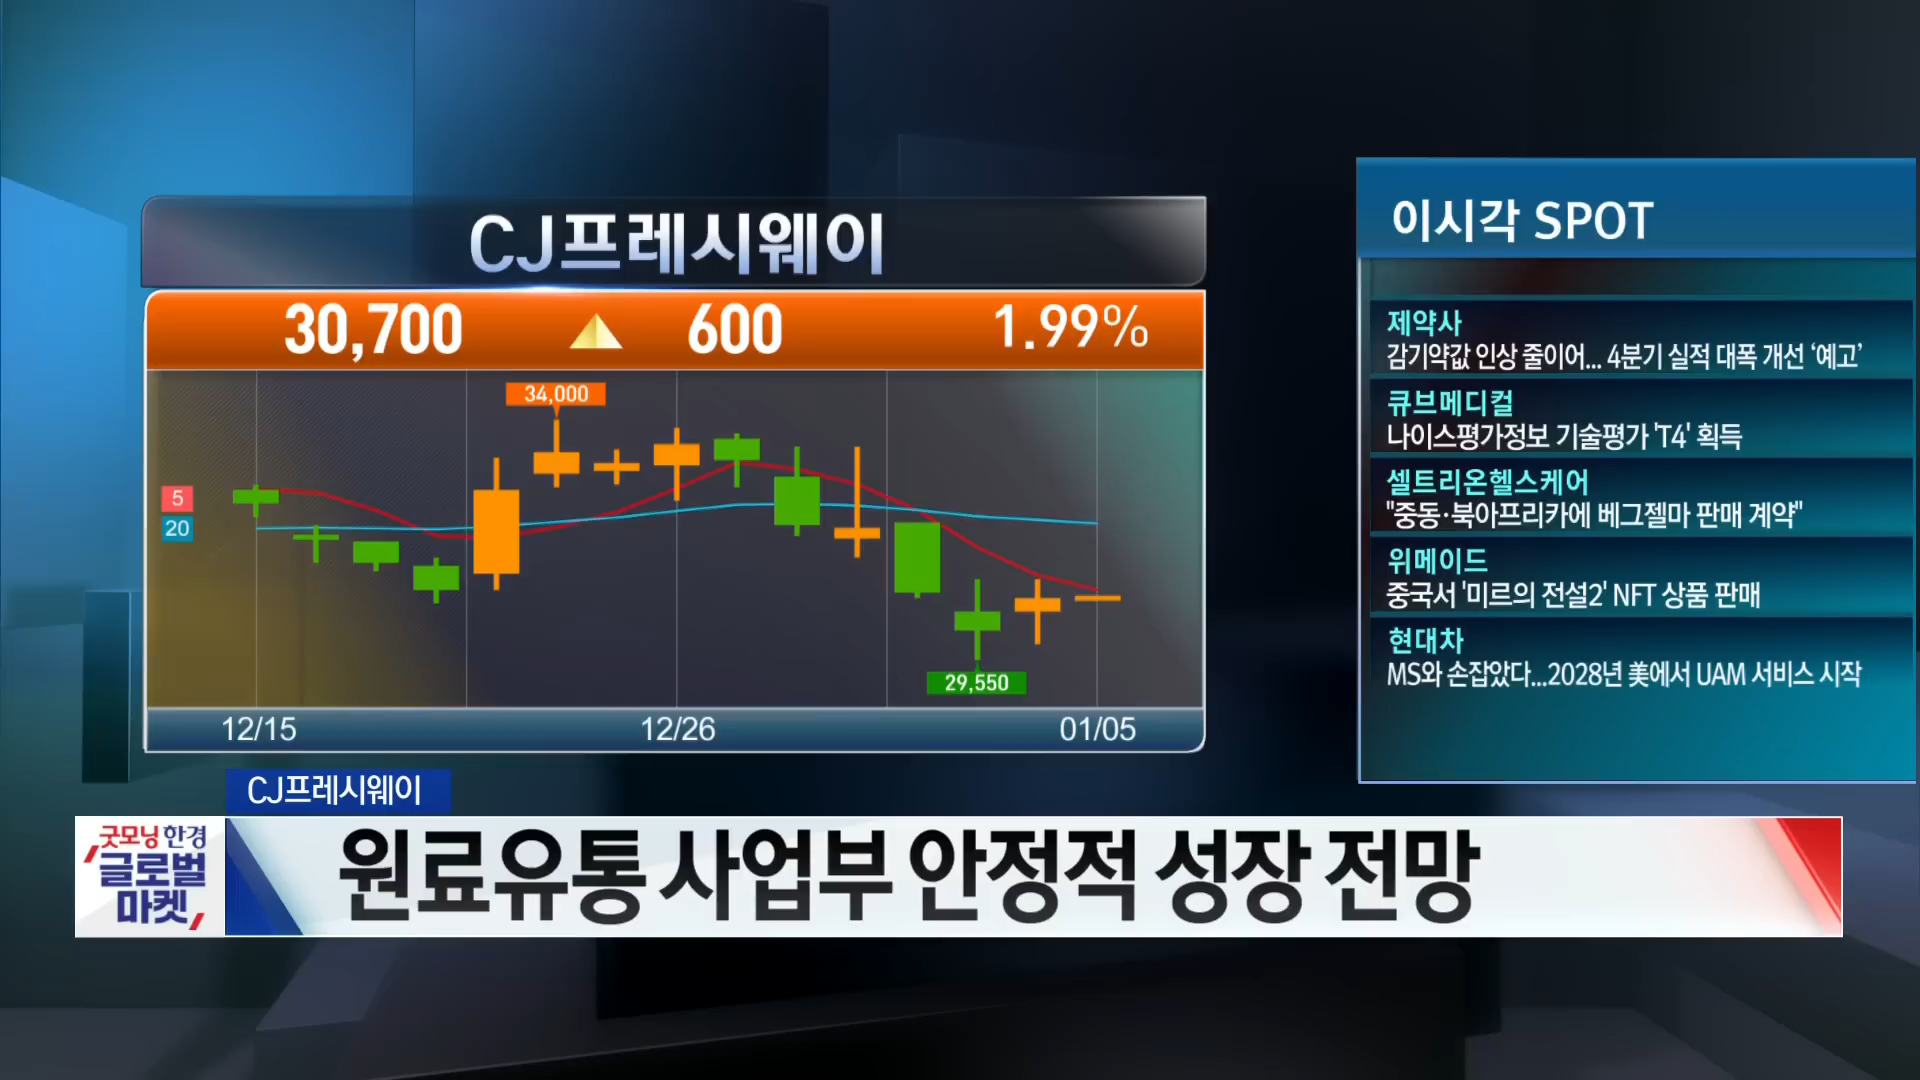 CJ프레시웨이
30,700 ▲ 600 1.99%
34,000
5
20
29,550
12/15 12/26 01/05
이시각 SPOT
제약사
감기약값 인상 줄이어... 4분기 실적 대폭 개선 ‘예고’
큐브메디컬
나이스평가정보 기술평가 'T4' 획득
셀트리온헬스케어
"중동·북아프리카에 베그젤마 판매 계약"
위메이드
중국서 '미르의 전설2' NFT 상품 판매
현대차
MS와 손잡았다...2028년 美에서 UAM 서비스 시작
CJ프레시웨이
굿모닝 한경
글로벌
마켓
원료유통 사업부 안정적 성장 전망